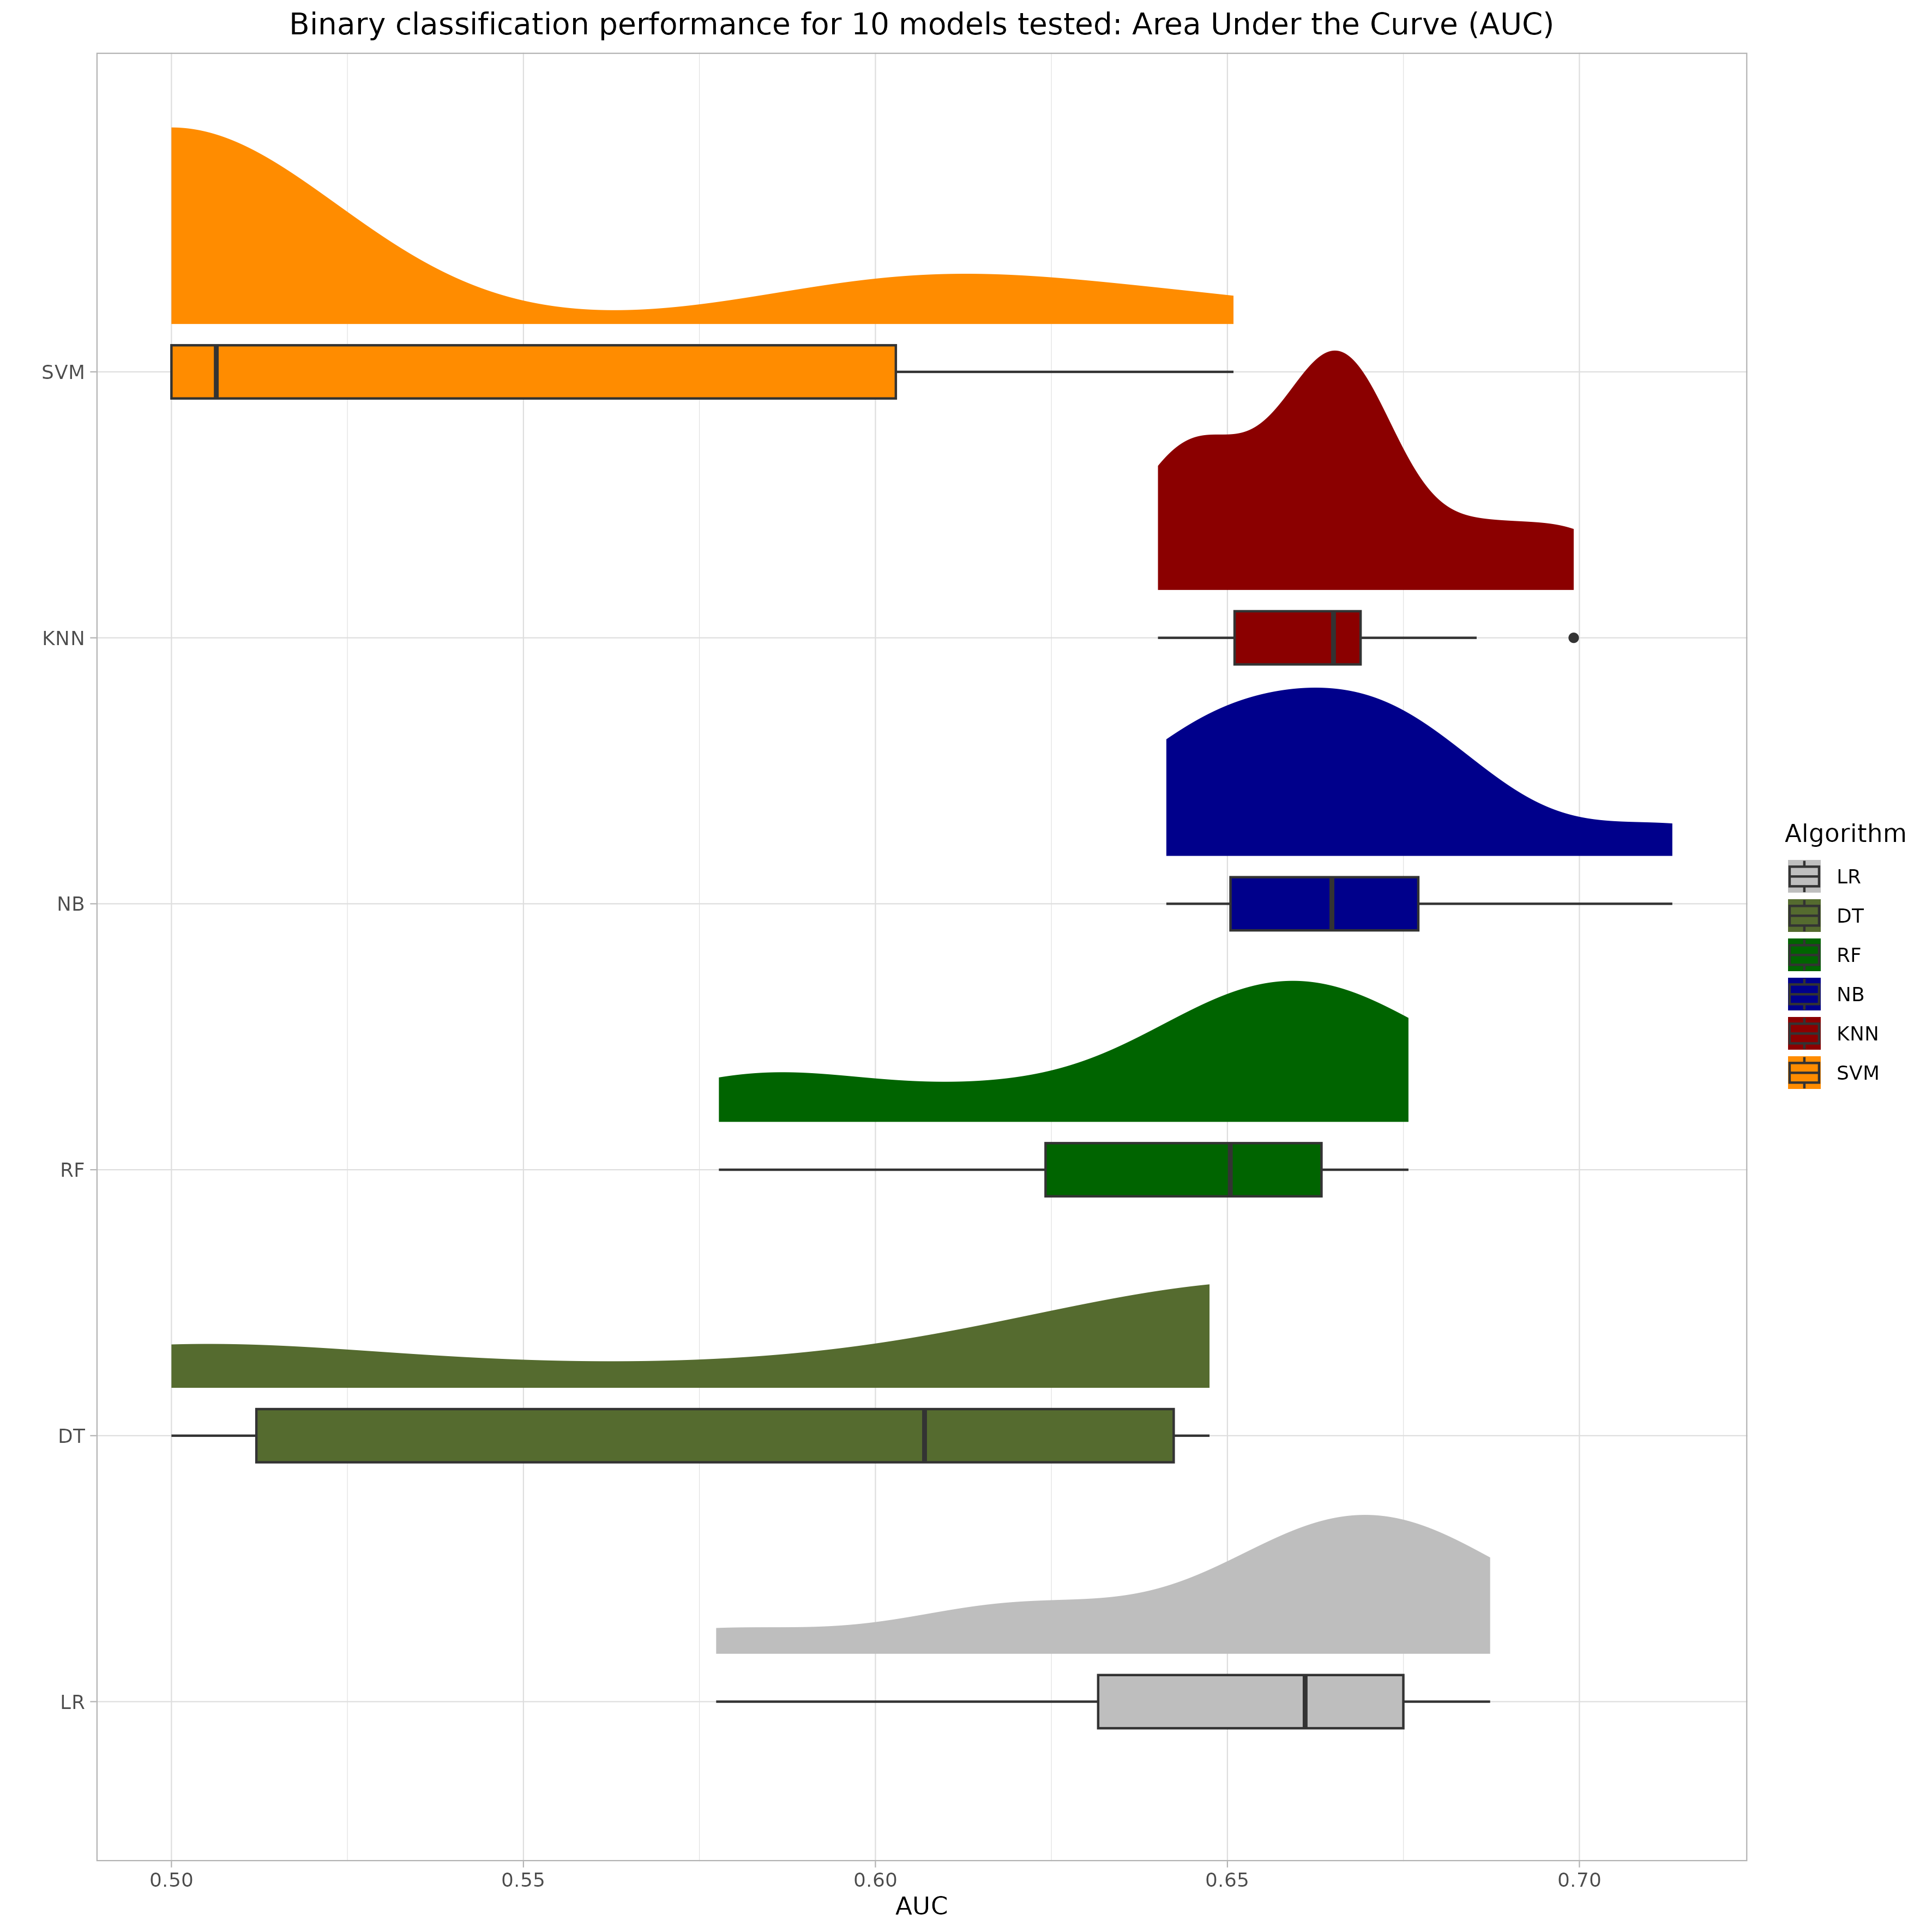 Binary classification performance for 10 models tested: Area Under the Curve (AUC)
SVM
KNN
NB
RF
DT
LR
0.50 0.55 0.60 0.65 0.70
AUC
Algorithm
LR
DT
RF
NB
KNN
SVM